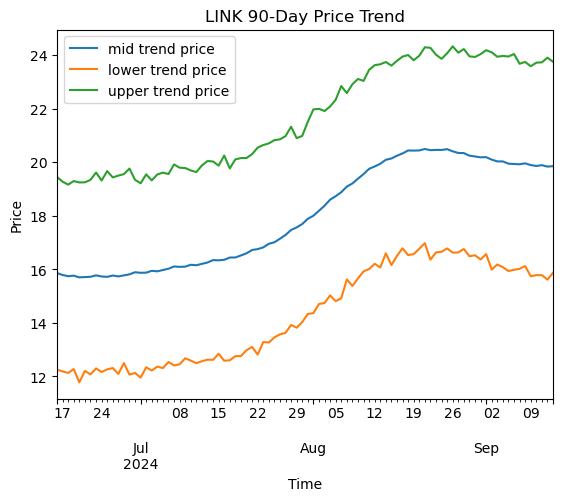 LINK 90-Day Price Trend
mid trend price
lower trend price
upper trend price
Price
24
22
20
18
16
14
12
17 24 08 15 22 29 05 12 19 26 02 09
Jul Aug Sep
2024
Time